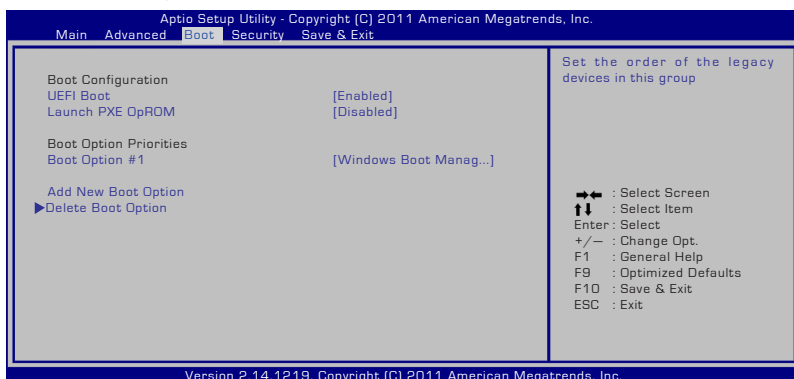 Aptio Setup Utility - Copyright (C) 2011 American Megatrends, Inc.
Main Advanced Boot Security Save & Exit
Boot Configuration
UEFI Boot [Enabled]
Launch PXE OpROM [Disabled]
Boot Option Priorities
Boot Option #1 [Windows Boot Manag...]
Add New Boot Option
▶Delete Boot Option
Set the order of the legacy
devices in this group
→← : Select Screen
↑↓ : Select Item
Enter : Select
+/— : Change Opt.
F1 : General Help
F9 : Optimized Defaults
F10 : Save & Exit
ESC : Exit
Version 2.14.1219. Copyright (C) 2011 American Megatrends, Inc.